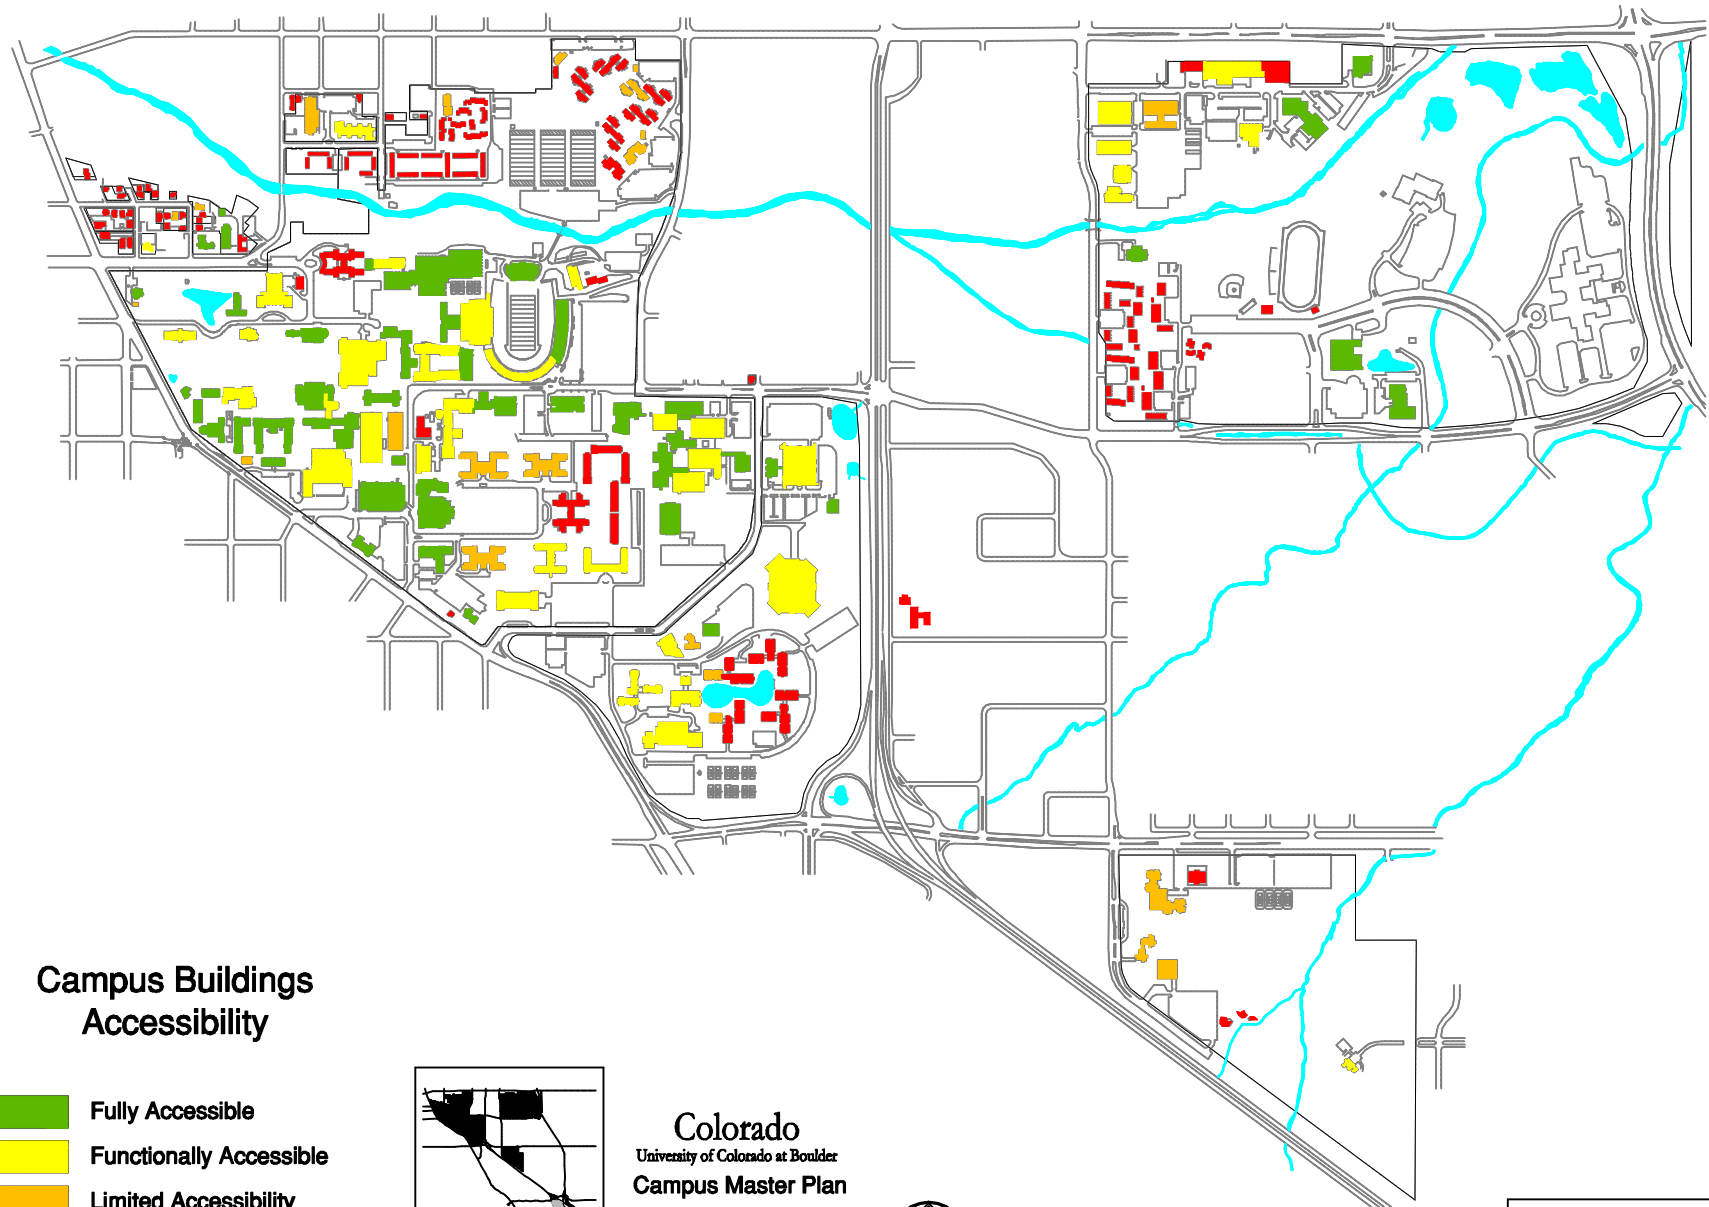 Campus Buildings
Accessibility
Fully Accessible
Functionally Accessible
Limited Accessibility
Colorado
University of Colorado at Boulder
Campus Master Plan